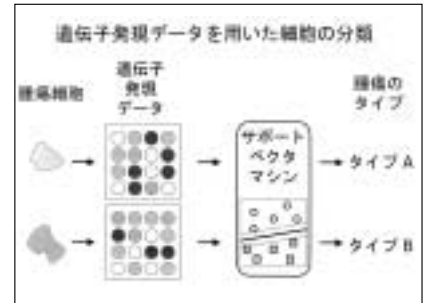 遺伝子発現データを用いた細胞の分類
腫瘍細胞
遺伝子
発現
データ
腫瘍の
タイプ
サポート
ベクタ
マシン
タイプA
タイプB